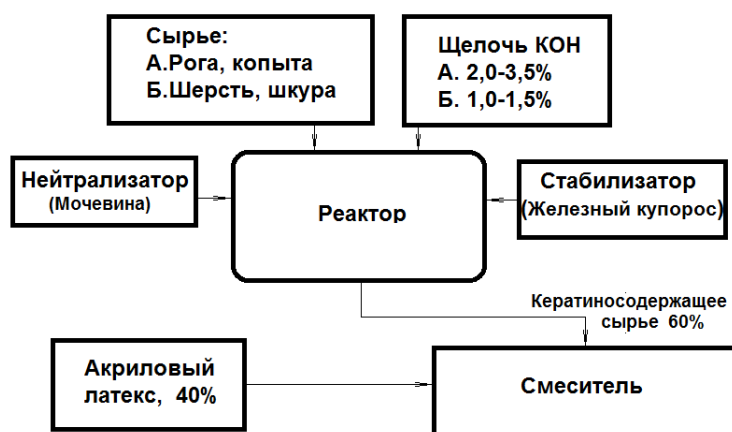 Сырье:
А.Рога, копыта
Б.Шерсть, шкура
Щелочь КОН
А. 2,0-3,5%
Б. 1,0-1,5%
Нейтрализатор
(Мочевина)
Реактор
Стабилизатор
(Железный купорос)
Кератиносодержащее
сырье 60%
Акриловый
латекс, 40%
Смеситель